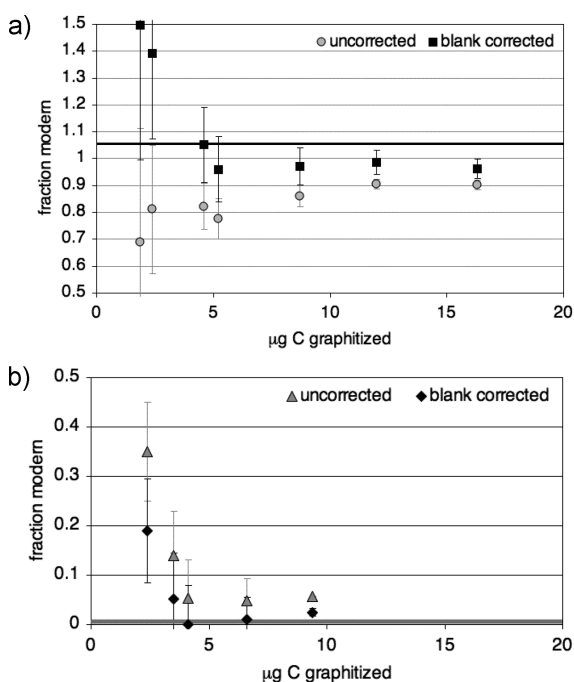 a)
uncorrected blank corrected
1.5
1.4
1.3
1.2
1.1
1
0.9
0.8
0.7
0.6
0.5
fraction modern
0 5 10 15 20
µg C graphitized
b)
uncorrected blank corrected
0.5
0.4
0.3
0.2
0.1
0
fraction modern
0 5 10 15 20
µg C graphitized